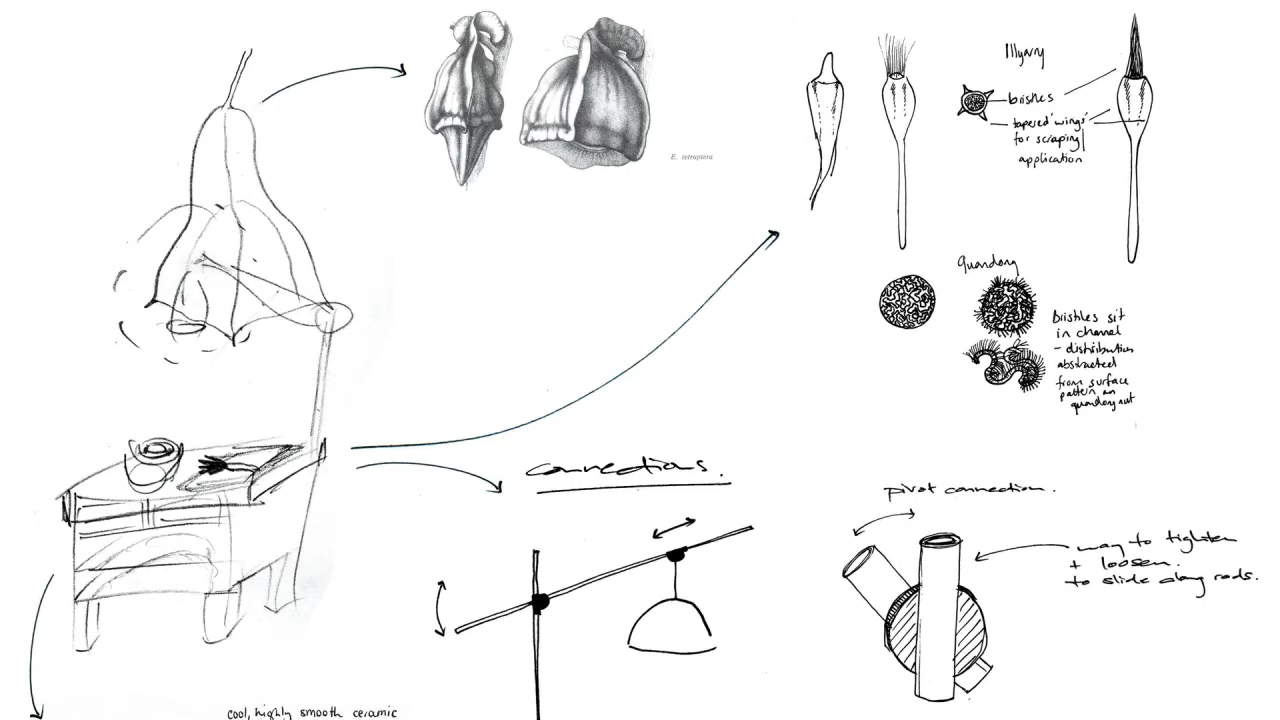 E. tetraptera
Illyarry
bristles
tapered 'wings'
for scraping
application
quandong
Bristles sit
in channel
- distribution
abstracted
from surface
pattern on
quandong nut
connections.
pivot connection.
way to tighten
+ loosen.
to slide along rods.
cool, highly smooth ceramic